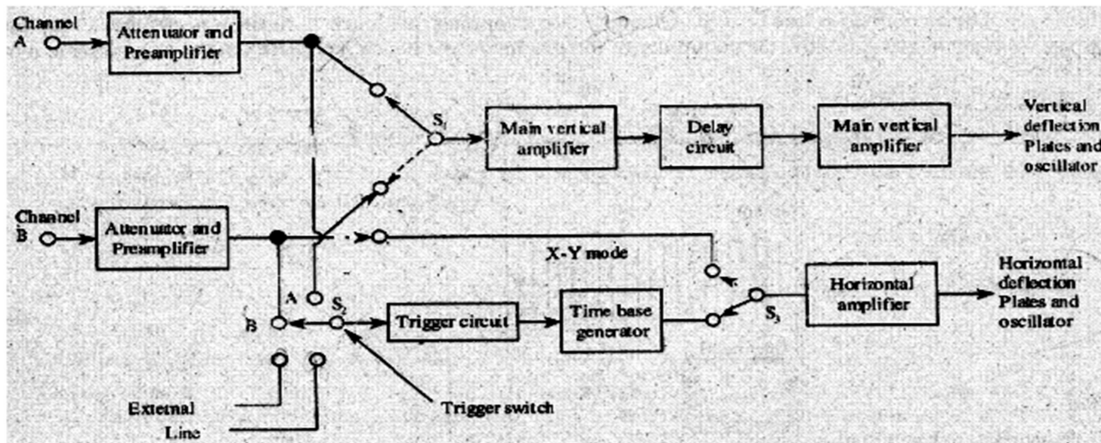 Channel
A
Attenuator and
Preamplifier
S₁
Main vertical
amplifier
Delay
circuit
Main vertical
amplifier
Vertical
deflection
Plates and
oscillator
Channel
B
Attenuator and
Preamplifier
X-Y mode
A
S₂
B
Trigger circuit
Time base
generator
S₃
Horizontal
amplifier
Horizontal
deflection
Plates and
oscillator
External
Line
Trigger switch